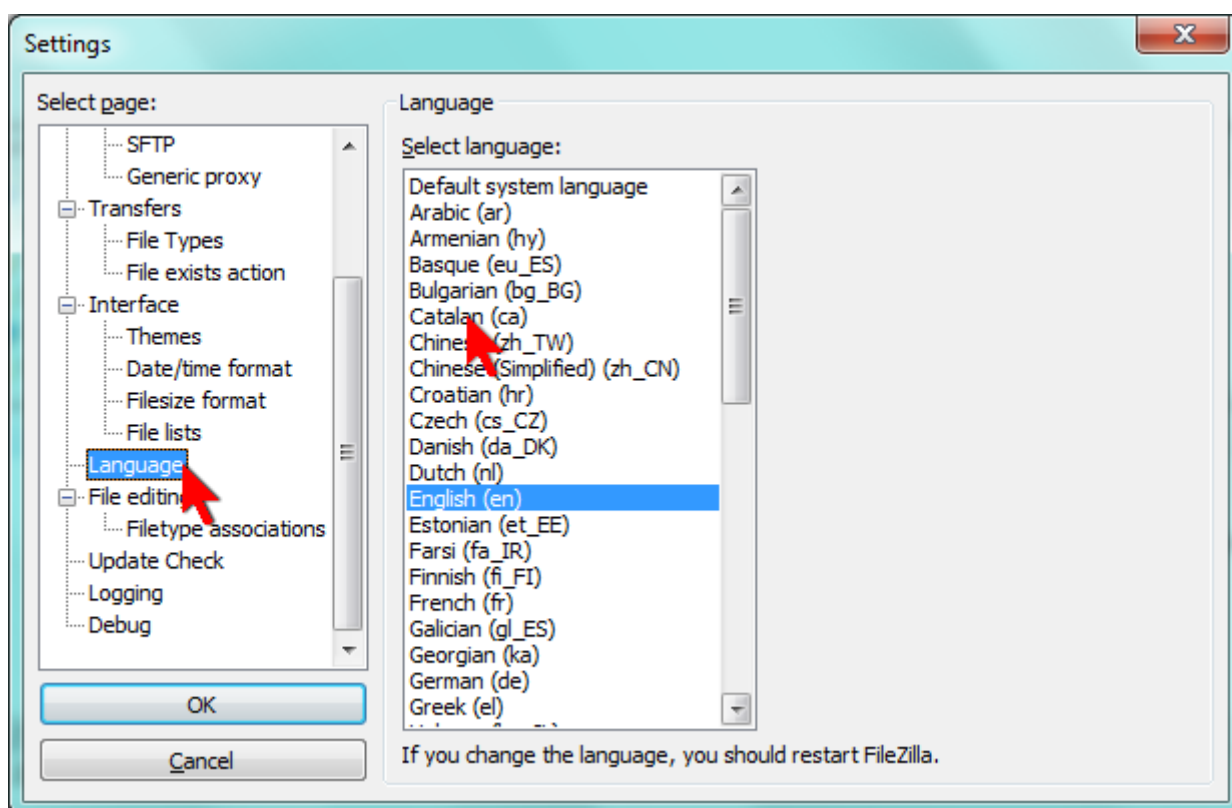 Settings
Select page:
SFTP
Generic proxy
Transfers
File Types
File exists action
Interface
Themes
Date/time format
Filesize format
File lists
Language
File editing
Filetype associations
Update Check
Logging
Debug
OK
Cancel
Language
Select language:
Default system language
Arabic (ar)
Armenian (hy)
Basque (eu_ES)
Bulgarian (bg_BG)
Catalan (ca)
Chinese (zh_TW)
Chinese (Simplified) (zh_CN)
Croatian (hr)
Czech (cs_CZ)
Danish (da_DK)
Dutch (nl)
English (en)
Estonian (et_EE)
Farsi (fa_IR)
Finnish (fi_FI)
French (fr)
Galician (gl_ES)
Georgian (ka)
German (de)
Greek (el)
If you change the language, you should restart FileZilla.